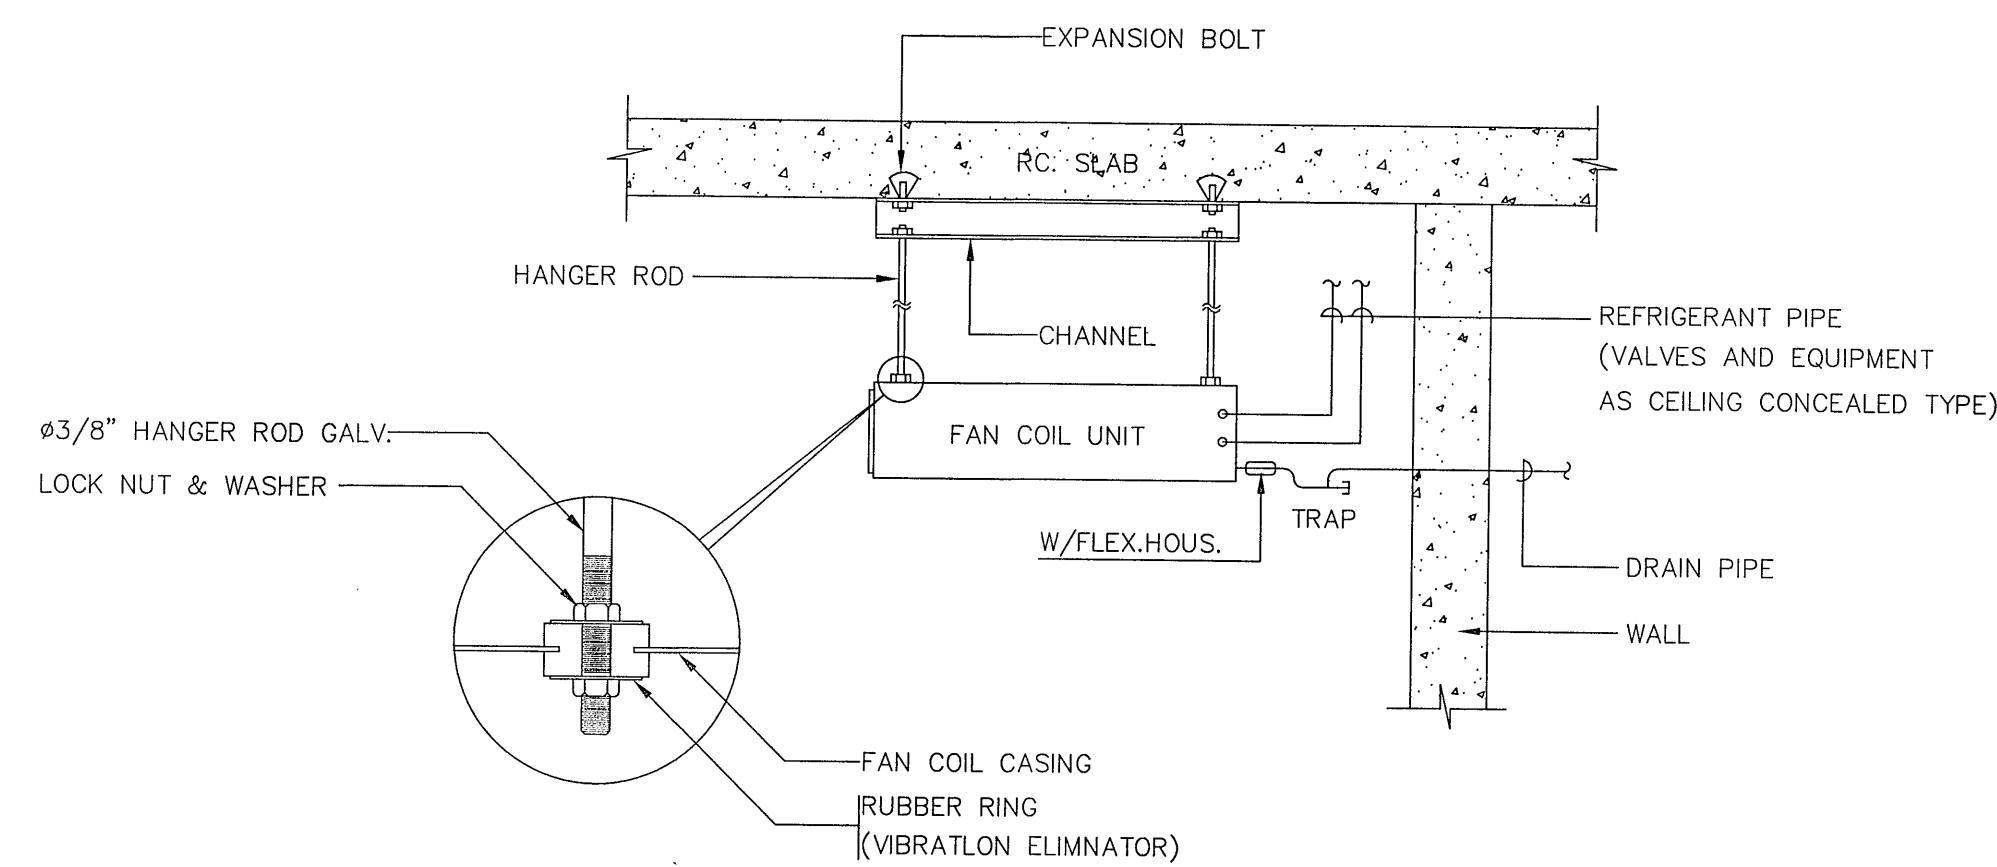 EXPANSION BOLT
RC. SLAB
HANGER ROD
CHANNEL
REFRIGERANT PIPE
(VALVES AND EQUIPMENT
AS CEILING CONCEALED TYPE)
FAN COIL UNIT
ø3/8" HANGER ROD GALV.
LOCK NUT & WASHER
TRAP
W/FLEX.HOUS.
DRAIN PIPE
WALL
FAN COIL CASING
RUBBER RING
(VIBRATLON ELIMNATOR)